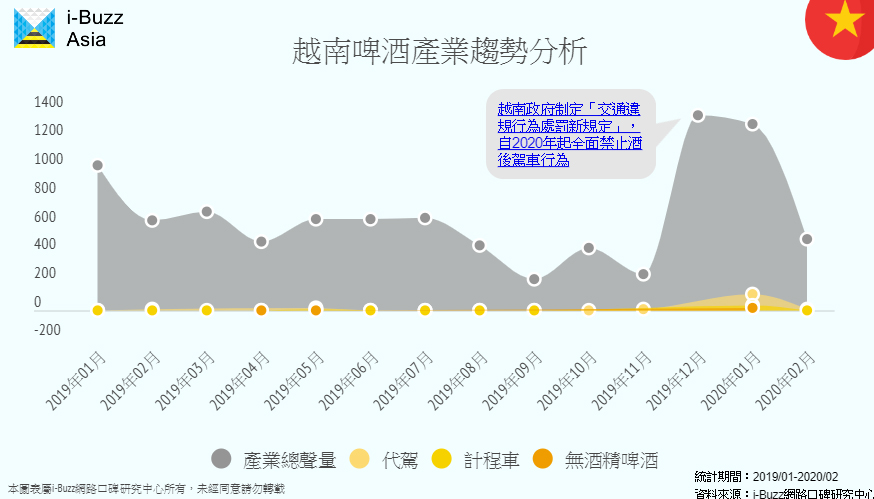 i-Buzz
Asia
越南啤酒產業趨勢分析
越南政府制定「交通違
規行為處罰新規定」，
自2020年起全面禁止酒
後駕車行為
1400
1200
1000
800
600
400
200
0
-200
2019年01月
2019年02月
2019年03月
2019年04月
2019年05月
2019年06月
2019年07月
2019年08月
2019年09月
2019年10月
2019年11月
2019年12月
2020年01月
2020年02月
產業總聲量 代駕 計程車 無酒精啤酒
統計期間：2019/01-2020/02
本圖表屬i-Buzz網路口碑研究中心所有，未經同意請勿轉載
資料來源：i-Buzz網路口碑研究中心